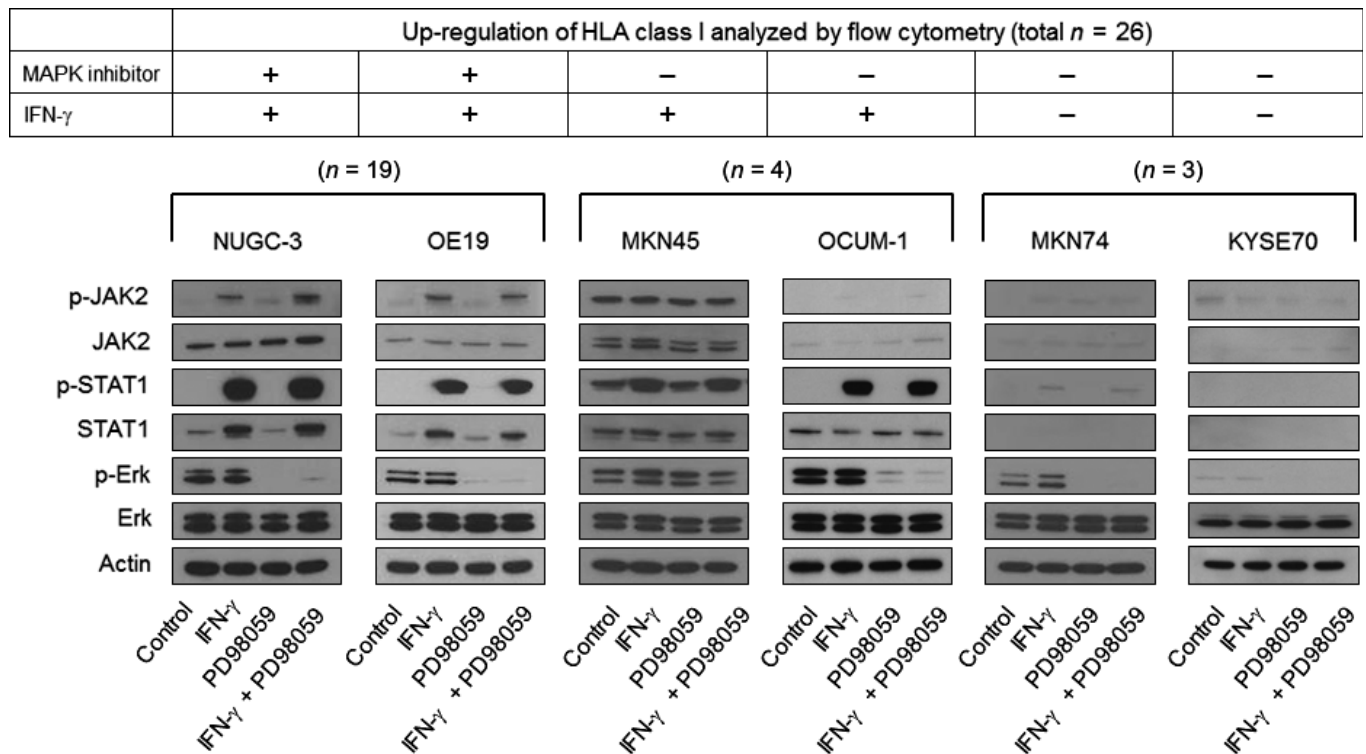 Up-regulation of HLA class I analyzed by flow cytometry (total n = 26)
MAPK inhibitor + + – – – –
IFN-γ + + + + – –
(n = 19) (n = 4) (n = 3)
NUGC-3 OE19 MKN45 OCUM-1 MKN74 KYSE70
p-JAK2
JAK2
p-STAT1
STAT1
p-Erk
Erk
Actin
Control IFN-γ PD98059 IFN-γ + PD98059 Control IFN-γ PD98059 IFN-γ + PD98059 Control IFN-γ PD98059 IFN-γ + PD98059 Control IFN-γ PD98059 IFN-γ + PD98059 Control IFN-γ PD98059 IFN-γ + PD98059 Control IFN-γ PD98059 IFN-γ + PD98059